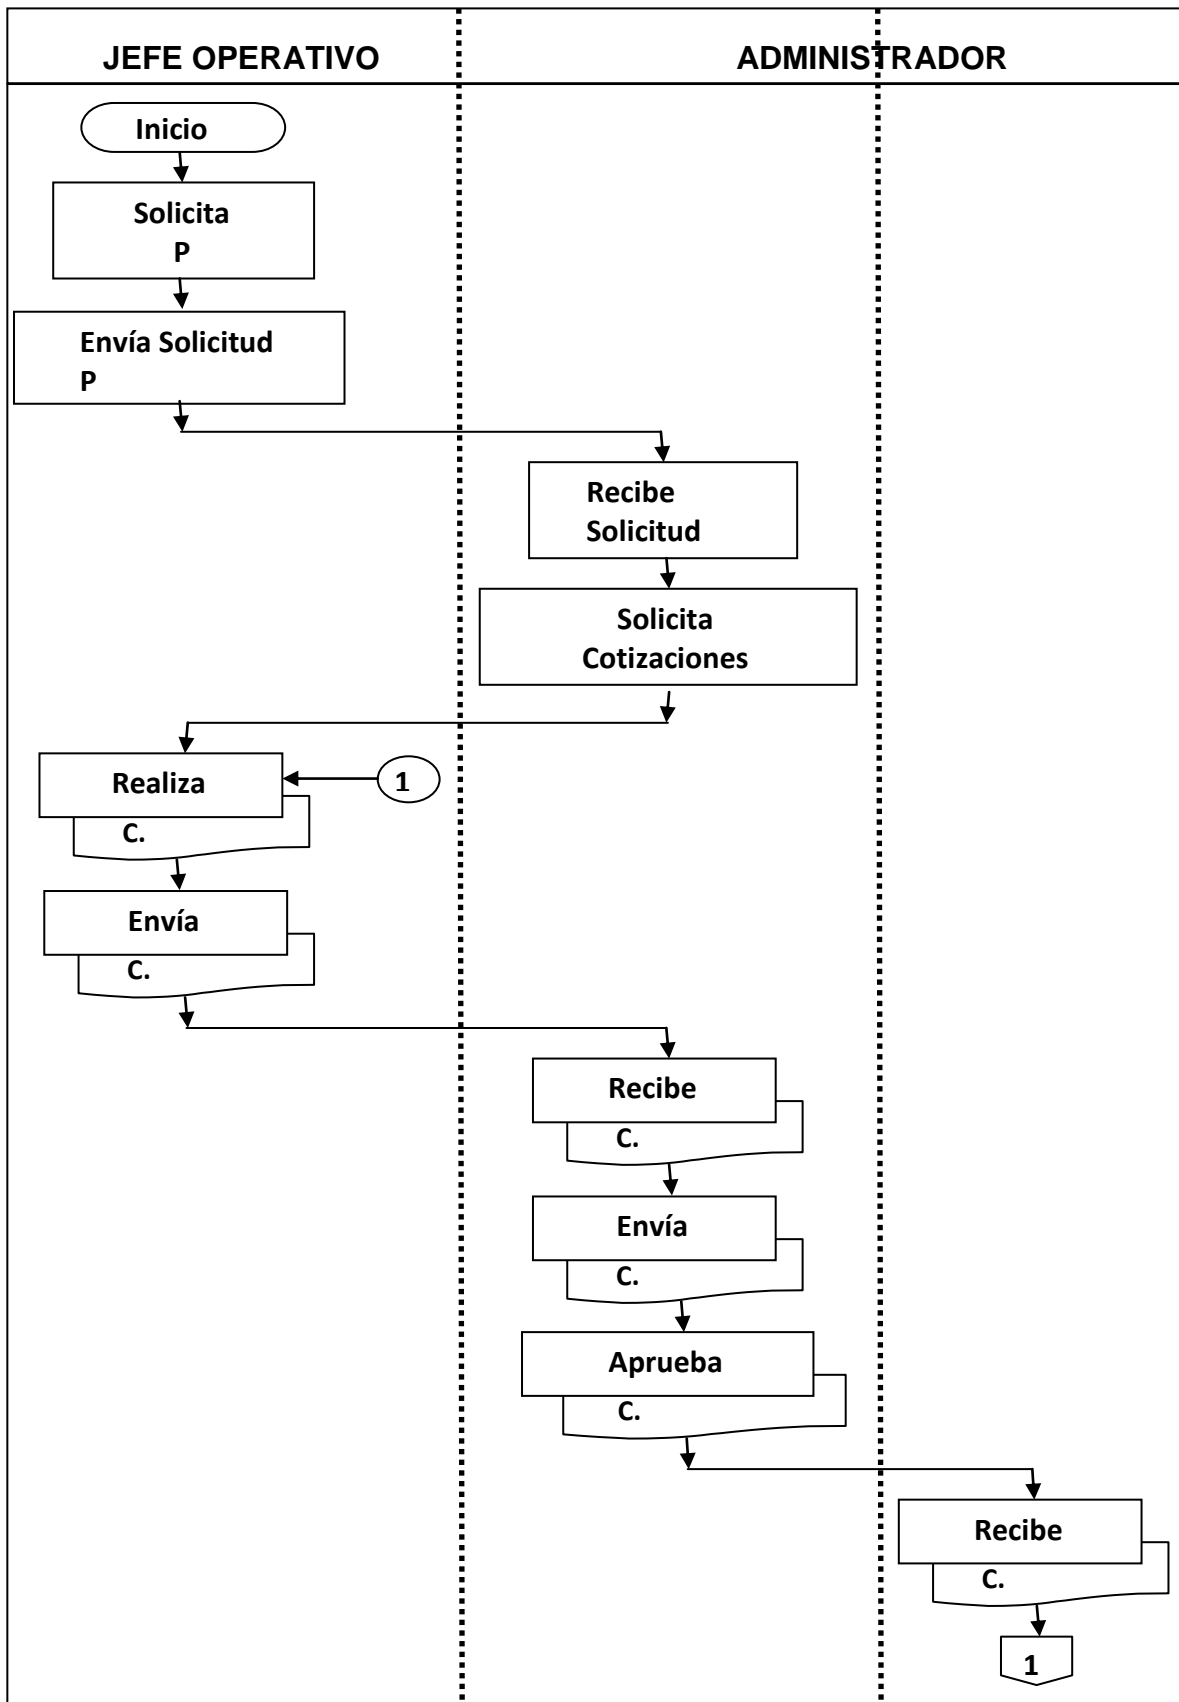 JEFE OPERATIVO
ADMINISTRADOR
Inicio
Solicita
P
Envía Solicitud
P
Recibe
Solicitud
Solicita
Cotizaciones
Realiza
1
C.
Envía
C.
Recibe
C.
Envía
C.
Aprueba
C.
Recibe
C.
1